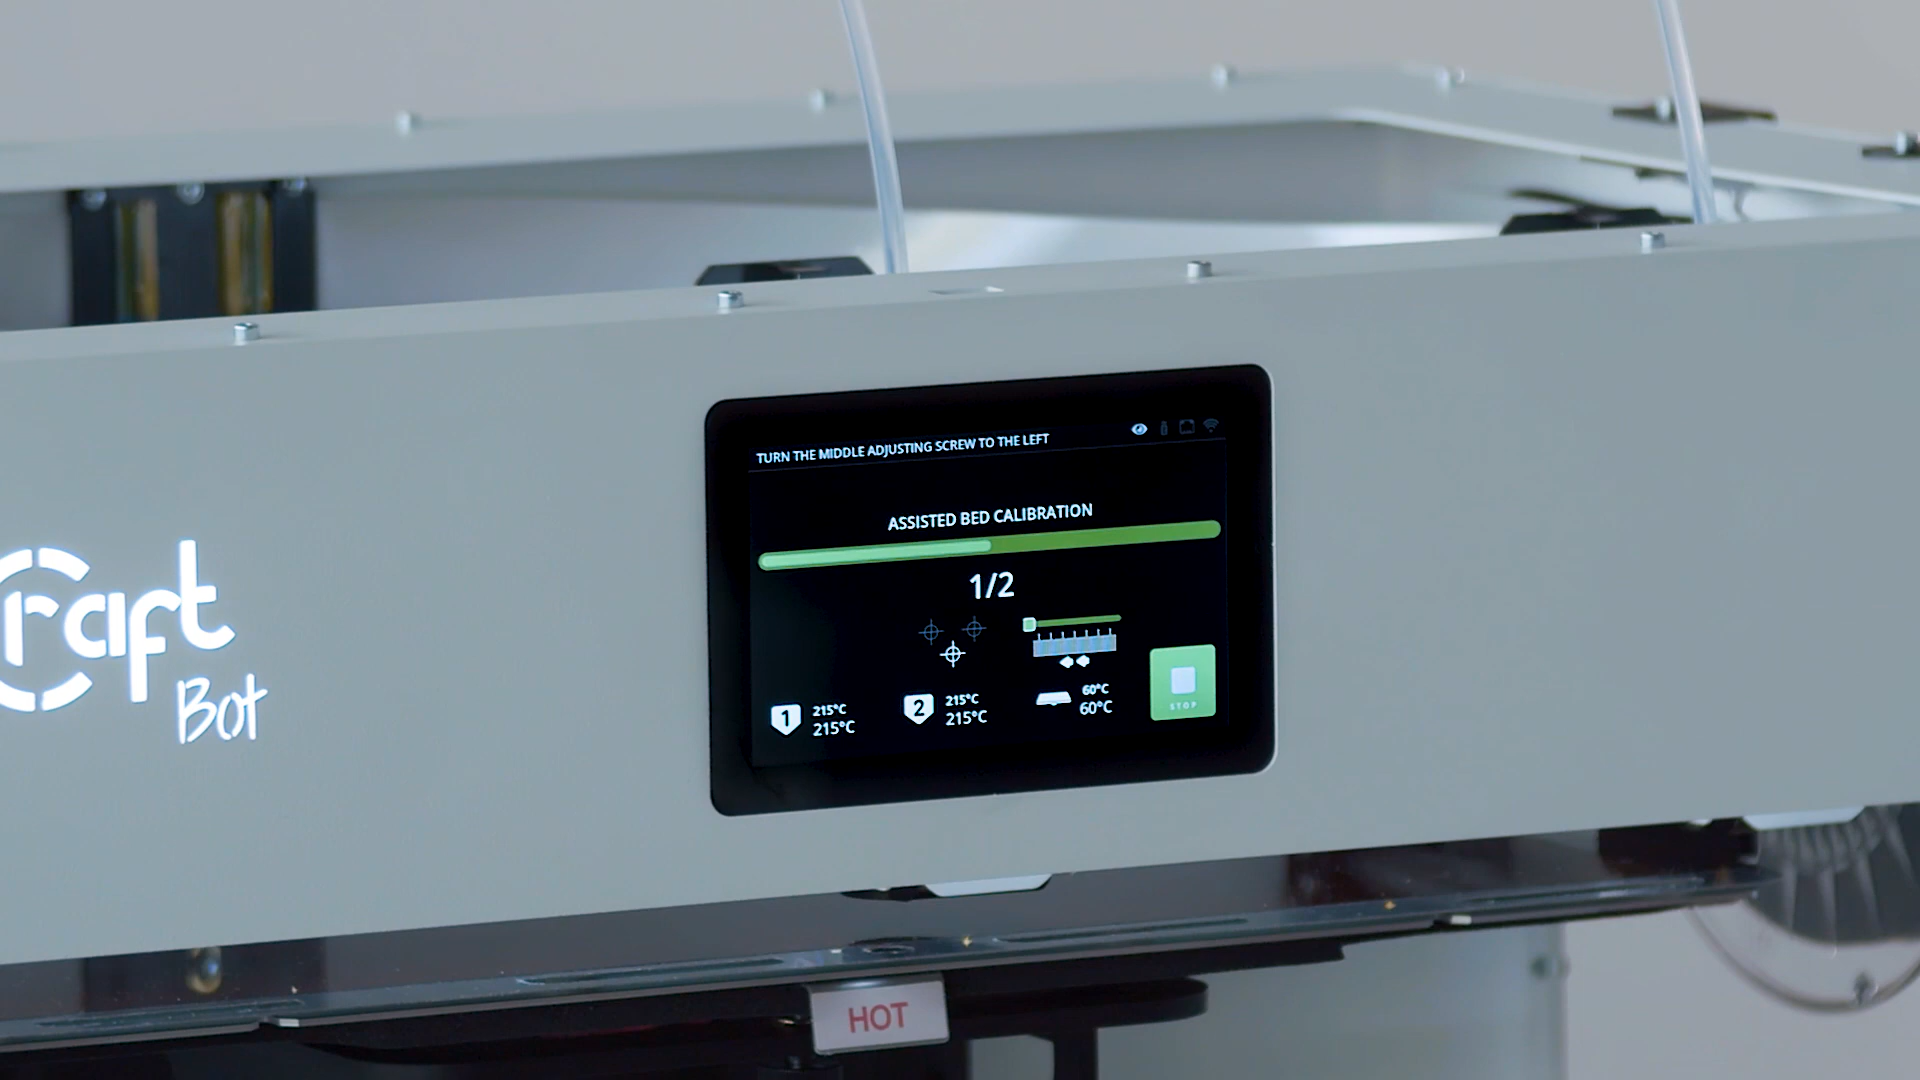 TURN THE MIDDLE ADJUSTING SCREW TO THE LEFT
ASSISTED BED CALIBRATION
1/2
1 215°C
215°C
2 215°C
215°C
60°C
60°C
STOP
Craft
Bot
HOT